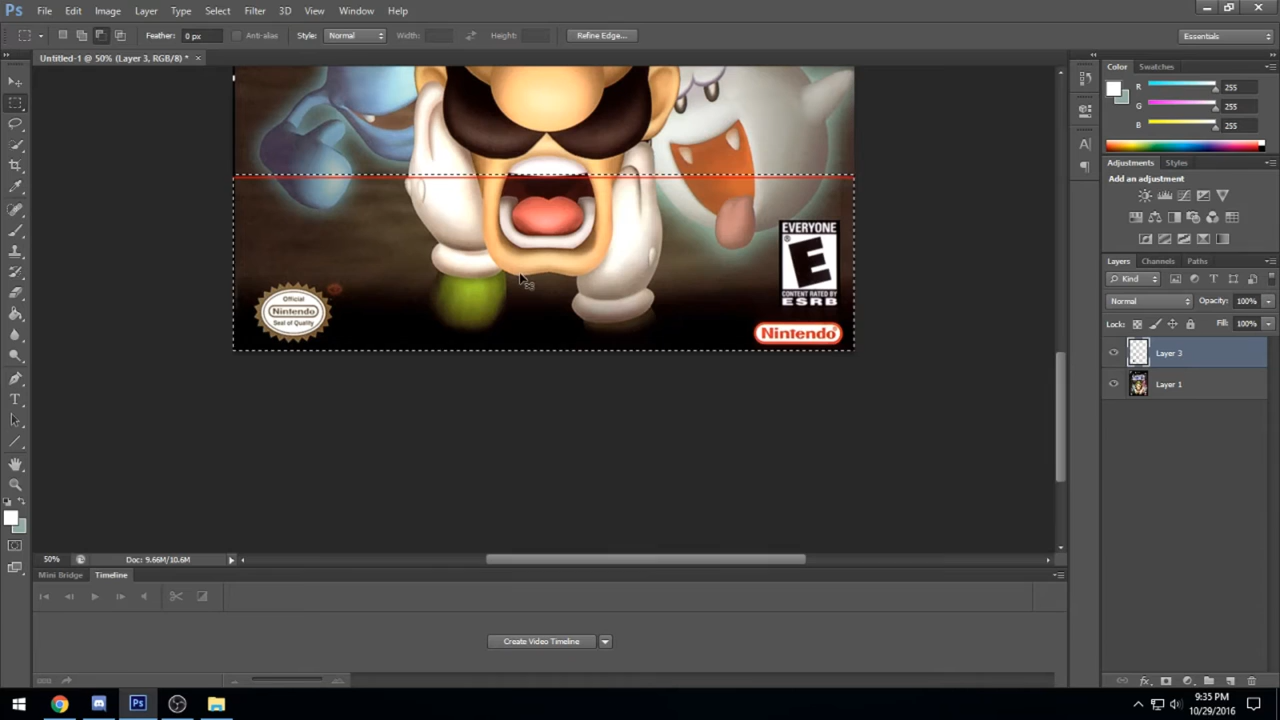 Ps File Edit Image Layer Type Select Filter 3D View Window Help
Feather: 0 px Anti-alias Style: Normal Width: Height: Refine Edge... Essentials
Untitled-1 @ 50% (Layer 3, RGB/8) * ×
Color Swatches
R 255
G 255
B 255
Adjustments Styles
Add an adjustment
Layers Channels Paths
Kind
Normal Opacity: 100%
Lock: Fill: 100%
Layer 3
Layer 1
EVERYONE
E
®
CONTENT RATED BY
ESRB
Official
Nintendo
Seal of Quality
Nintendo
50% Doc: 9.66M/10.6M
Mini Bridge Timeline
Create Video Timeline
Ps
9:35 PM
10/29/2016